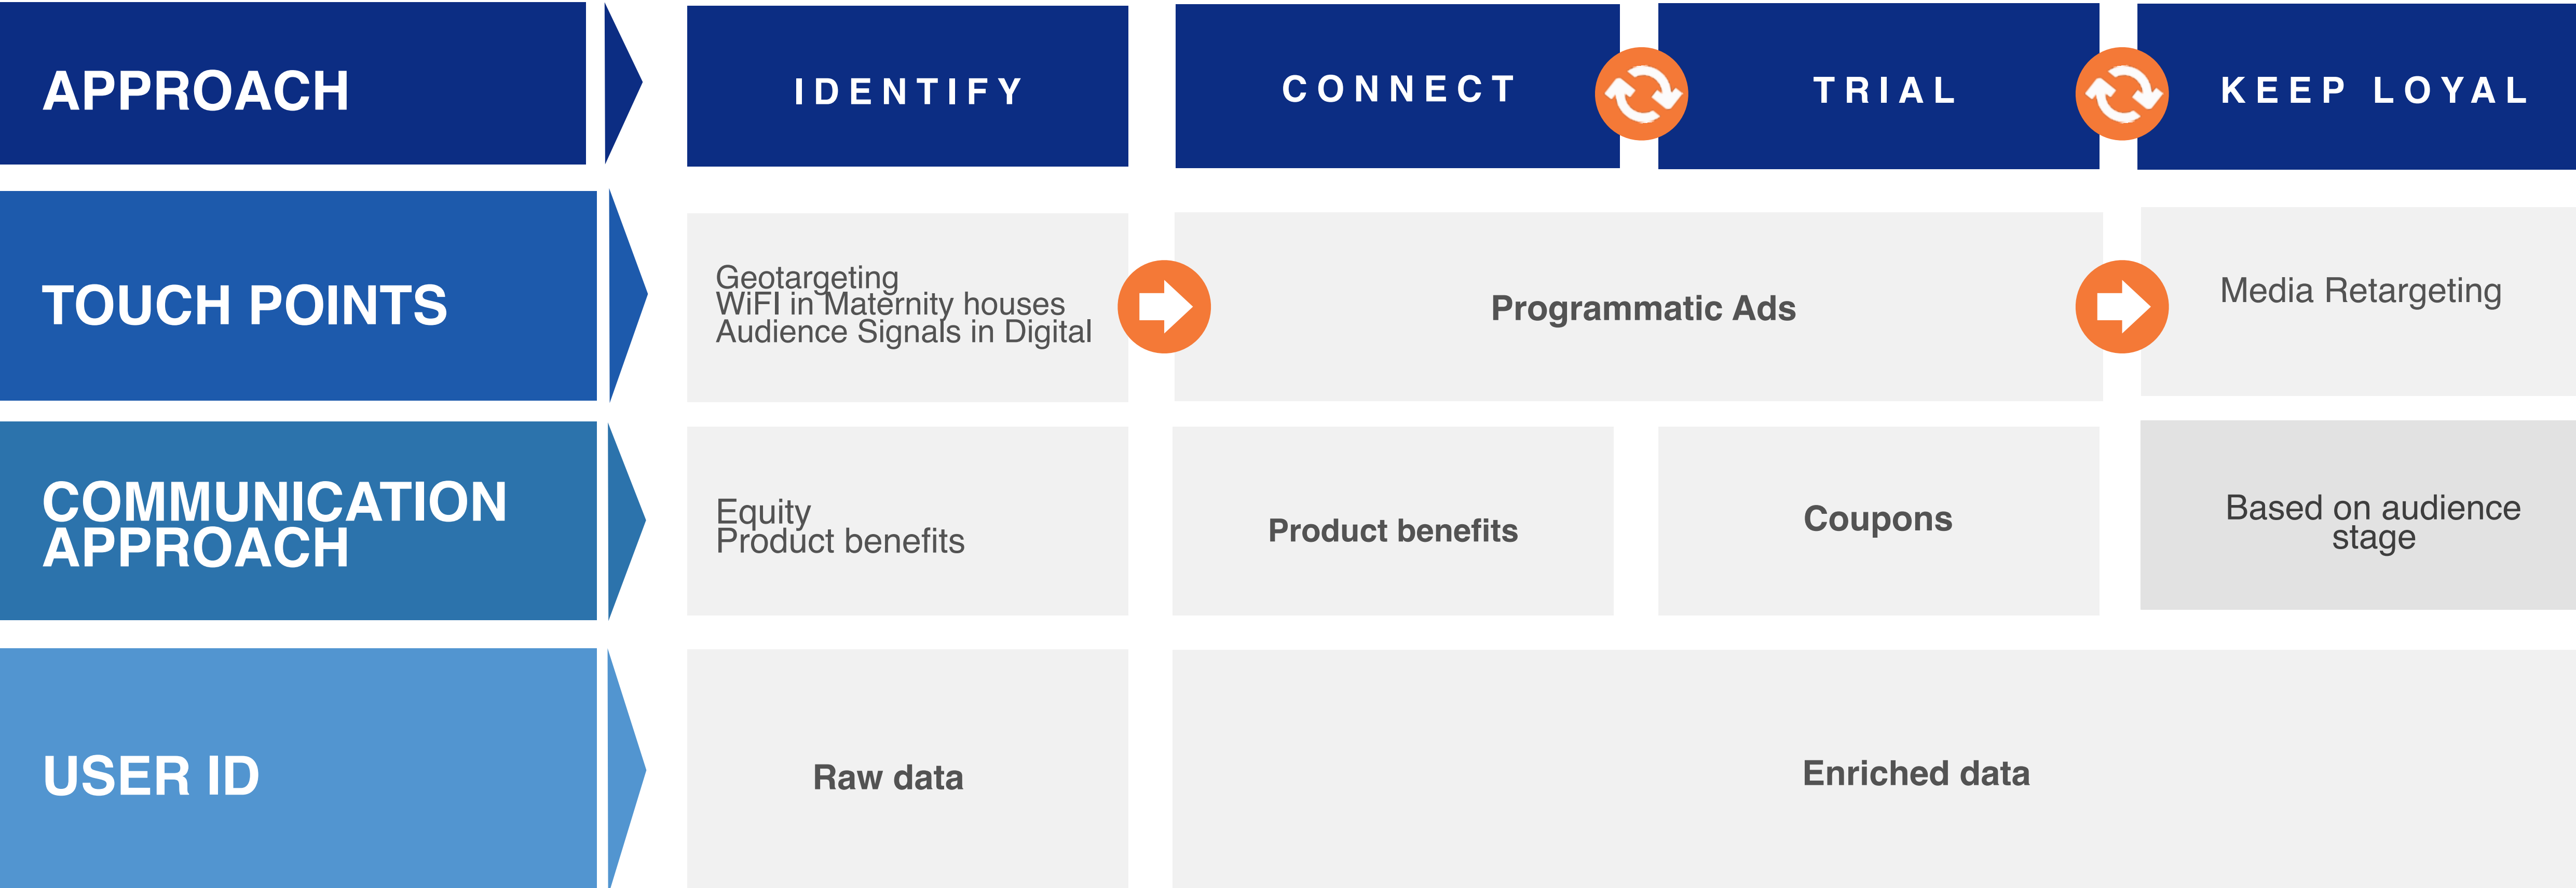 APPROACH
IDENTIFY
CONNECT
TRIAL
KEEP LOYAL
TOUCH POINTS
Geotargeting
WiFI in Maternity houses
Audience Signals in Digital
Programmatic Ads
Media Retargeting
COMMUNICATION
APPROACH
Equity
Product benefits
Product benefits
Coupons
Based on audience
stage
USER ID
Raw data
Enriched data